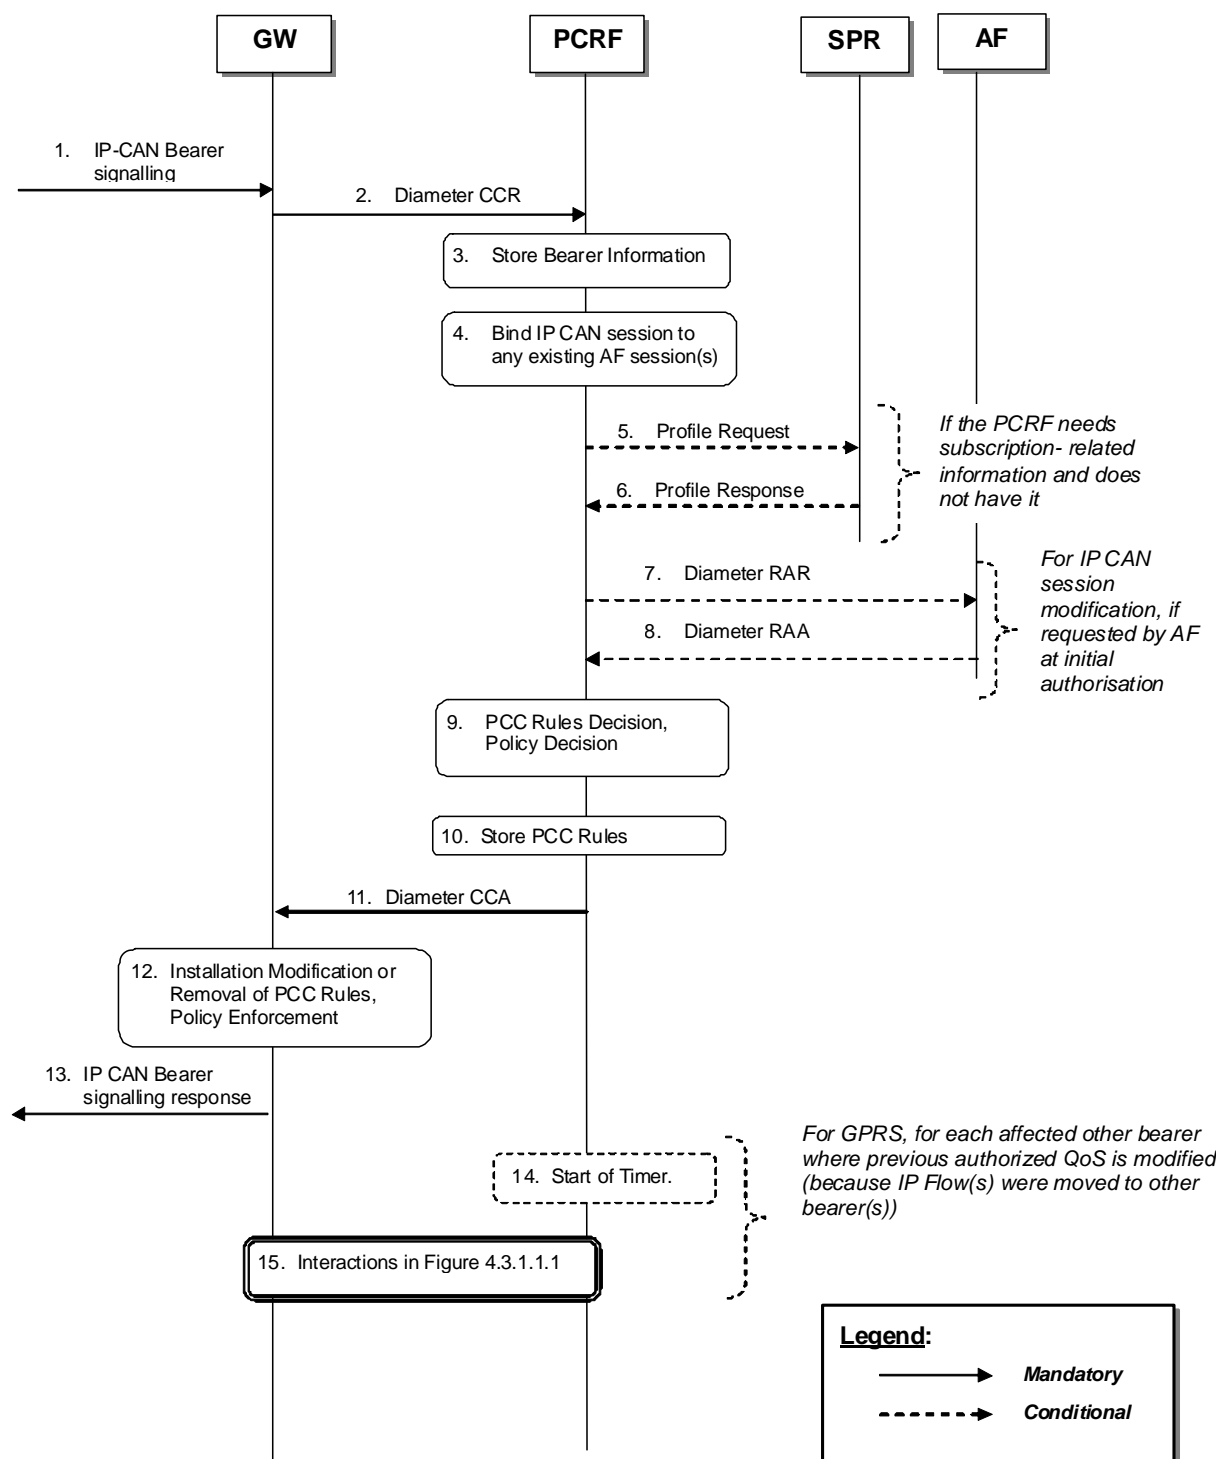 GW
PCRF
SPR
AF
1. IP-CAN Bearer
signalling
2. Diameter CCR
3. Store Bearer Information
4. Bind IP CAN session to
any existing AF session(s)
5. Profile Request
6. Profile Response
If the PCRF needs
subscription- related
information and does
not have it
7. Diameter RAR
8. Diameter RAA
For IP CAN
session
modification, if
requested by AF
at initial
authorisation
9. PCC Rules Decision,
Policy Decision
10. Store PCC Rules
11. Diameter CCA
12. Installation Modification or
Removal of PCC Rules,
Policy Enforcement
13. IP CAN Bearer
signalling response
14. Start of Timer.
For GPRS, for each affected other bearer
where previous authorized QoS is modified
(because IP Flow(s) were moved to other
bearer(s))
15. Interactions in Figure 4.3.1.1.1
Legend:
Mandatory
Conditional